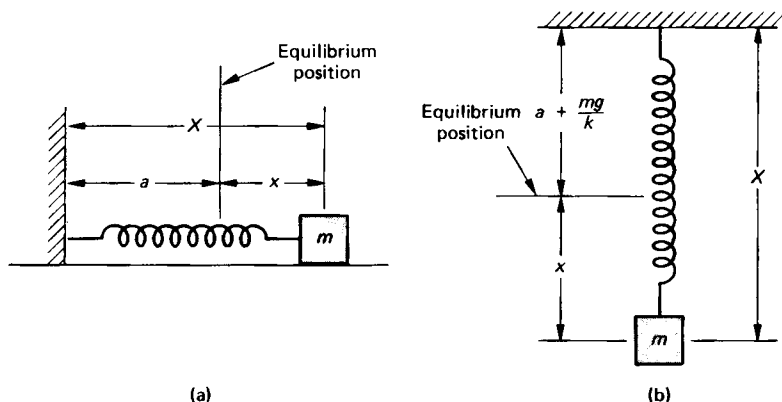 Equilibrium
position
X
a
x
m
(a)
Equilibrium
position
a + mg/k
x
X
m
(b)